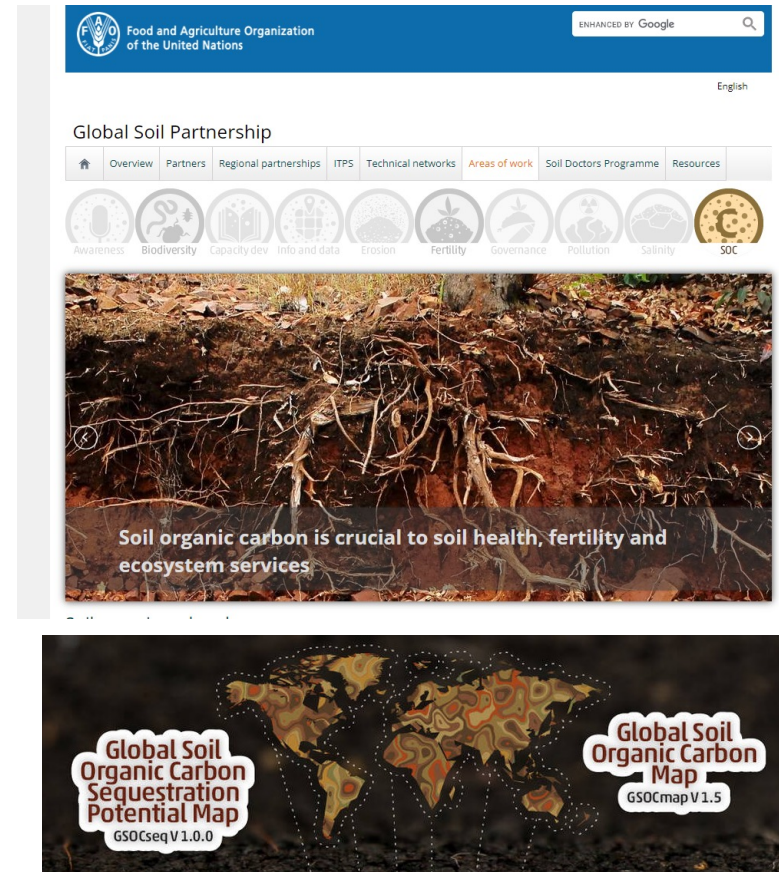 Food and Agriculture Organization
of the United Nations
ENHANCED BY Google
English
Global Soil Partnership
Overview Partners Regional partnerships ITPS Technical networks Areas of work Soil Doctors Programme Resources
Awareness Biodiversity Capacity dev Info and data Erosion Fertility Governance Pollution Salinity SOC
Soil organic carbon is crucial to soil health, fertility and
ecosystem services
Global Soil
Organic Carbon
Sequestration
Potential Map
GSOCseq V 1.0.0
Global Soil
Organic Carbon
Map
GSOCmap V 1.5